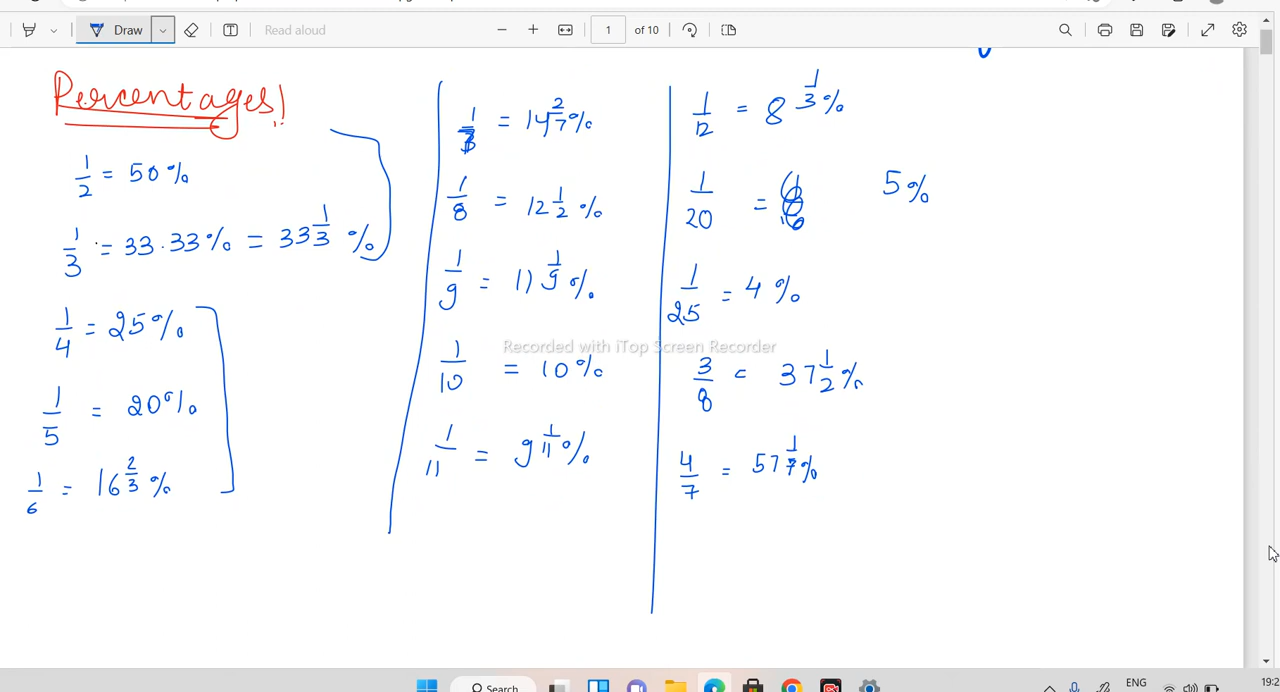 Draw
1
of 10
Read aloud
Percentages!
1/2 = 50%
1/3 = 33.33% = 33 1/3 %
1/4 = 25%
1/5 = 20%
1/6 = 16 2/3 %
= 14 2/7 %
1/8 = 12 1/2 %
1/9 = 11 1/9 %
1/10 = 10%
1/11 = 9 1/11 %
1/12 = 8 1/3 %
1/20 = 5%
1/25 = 4%
3/8 = 37 1/2 %
4/7 = 57 1/7 %
Recorded with iTop Screen Recorder
Search
ENG
19:2